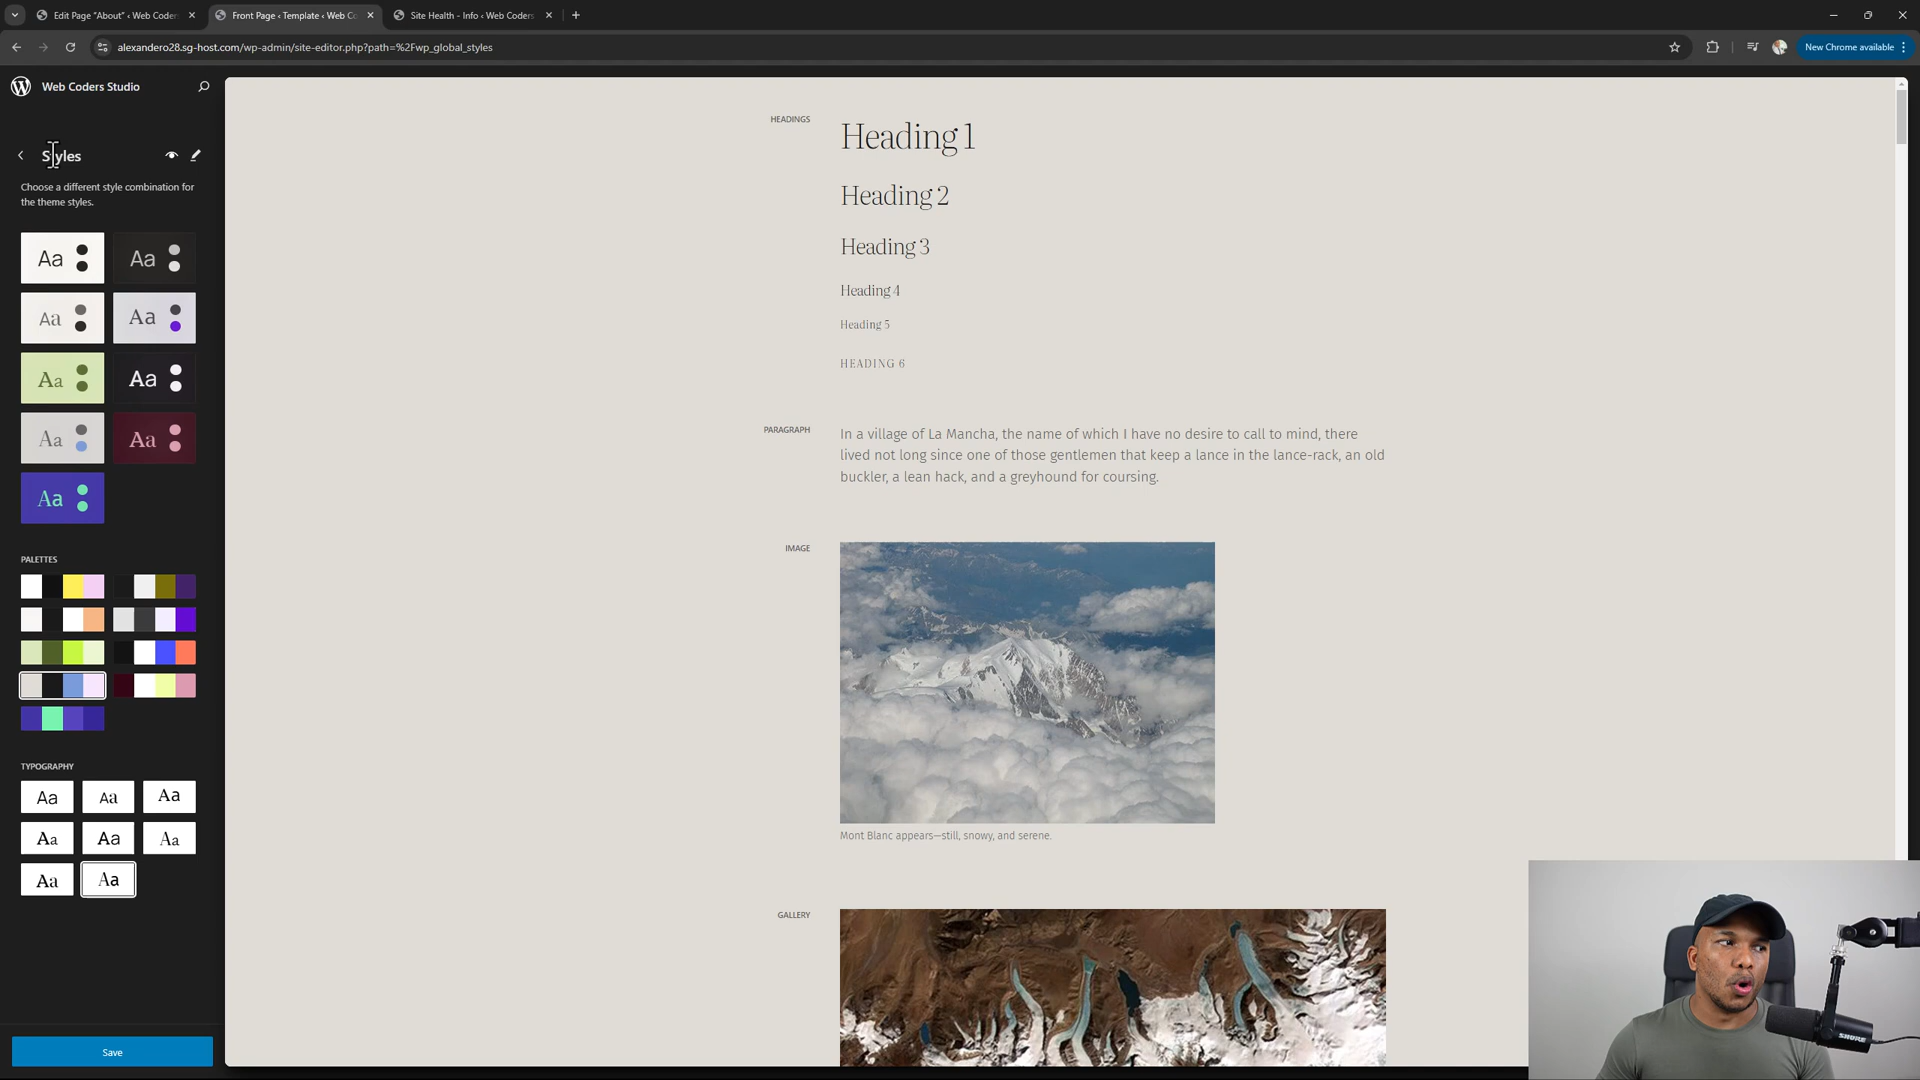 Edit Page "About" ‹ Web Coders
Front Page ‹ Template ‹ Web Co
Site Health - Info ‹ Web Coders
alexandero28.sg-host.com/wp-admin/site-editor.php?path=%2Fwp_global_styles
New Chrome available
Web Coders Studio
Styles
Choose a different style combination for
the theme styles.
Aa
Aa
Aa
Aa
Aa
Aa
Aa
Aa
Aa
PALETTES
TYPOGRAPHY
Aa
Aa
Aa
Aa
Aa
Aa
Aa
Aa
Save
HEADINGS
Heading 1
Heading 2
Heading 3
Heading 4
Heading 5
HEADING 6
PARAGRAPH
In a village of La Mancha, the name of which I have no desire to call to mind, there
lived not long since one of those gentlemen that keep a lance in the lance-rack, an old
buckler, a lean hack, and a greyhound for coursing.
IMAGE
Mont Blanc appears—still, snowy, and serene.
GALLERY
SHURE